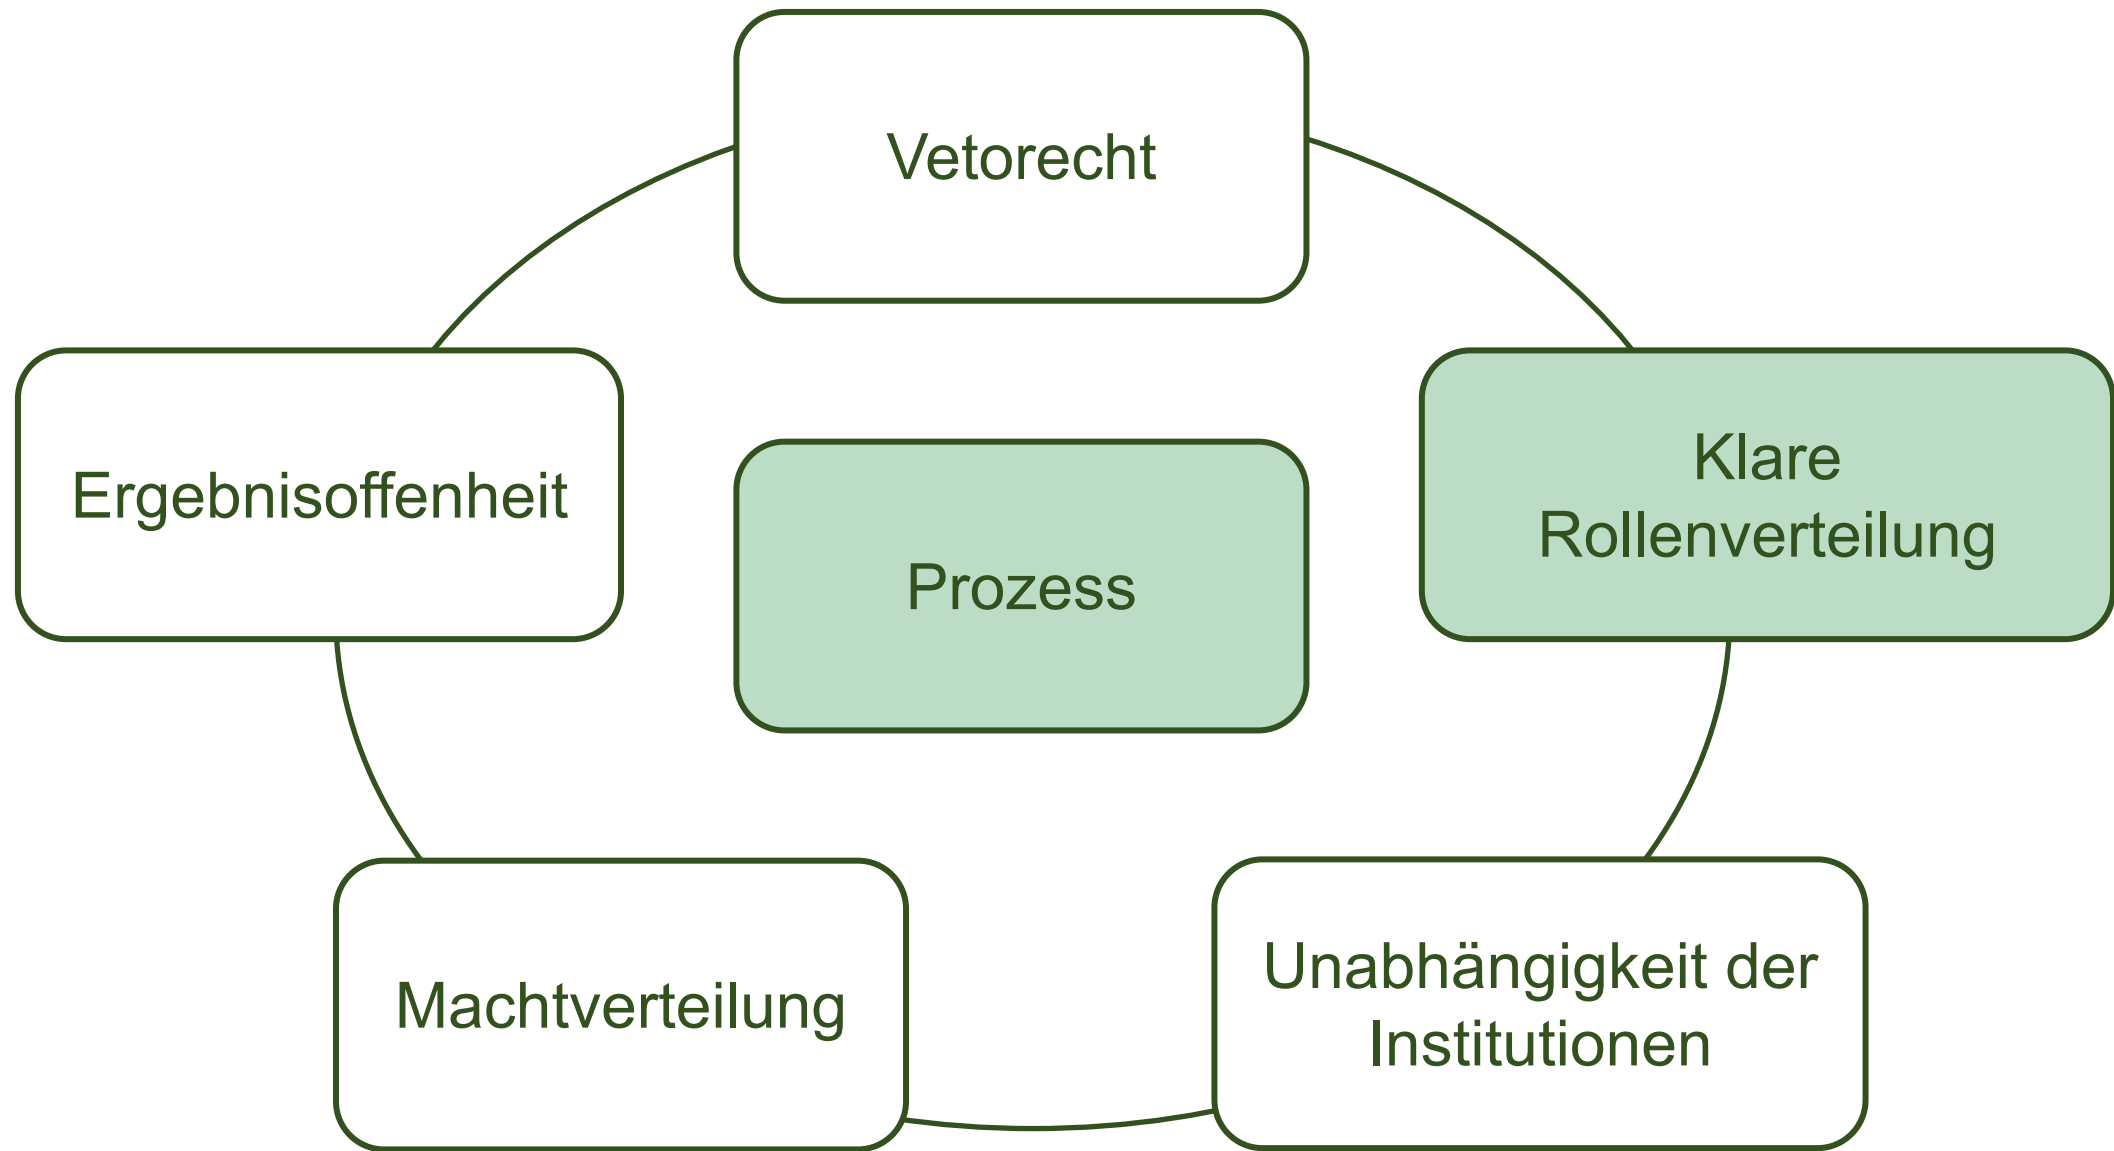 Vetorecht
Ergebnisoffenheit
Klare
Rollenverteilung
Prozess
Machtverteilung
Unabhängigkeit der
Institutionen